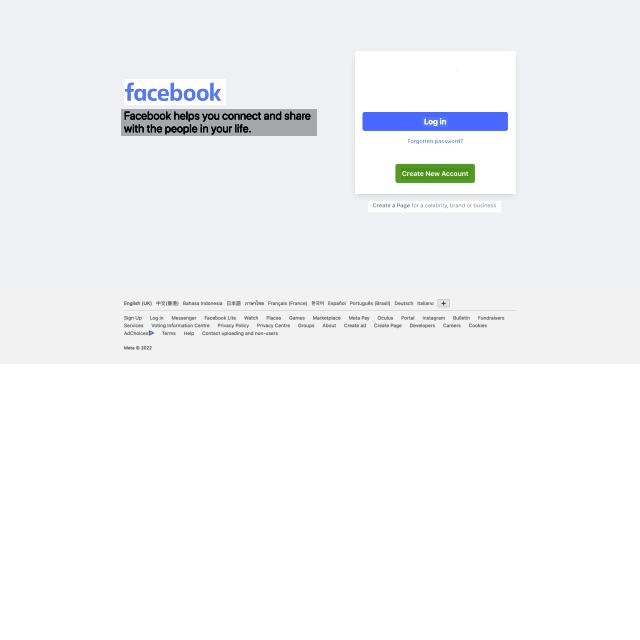 facebook
Facebook helps you connect and share
with the people in your life.
Log in
Forgotten password?
Create New Account
Create a Page for a celebrity, brand or business
English (UK) 中文(香港) Bahasa Indonesia 日本語 ภาษาไทย Français (France) 한국어 Español Português (Brasil) Deutsch Italiano +
Sign Up Log in Messenger Facebook Lite Watch Places Games Marketplace Meta Pay Oculus Portal Instagram Bulletin Fundraisers
Services Voting Information Centre Privacy Policy Privacy Centre Groups About Create ad Create Page Developers Careers Cookies
AdChoices Terms Help Contact uploading and non-users
Meta © 2022